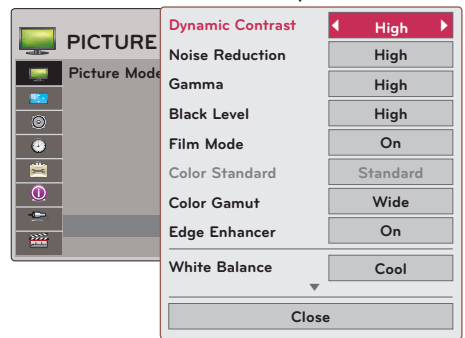 PICTURE
Picture Mode
Dynamic Contrast High
Noise Reduction High
Gamma High
Black Level High
Film Mode On
Color Standard Standard
Color Gamut Wide
Edge Enhancer On
White Balance Cool
Close